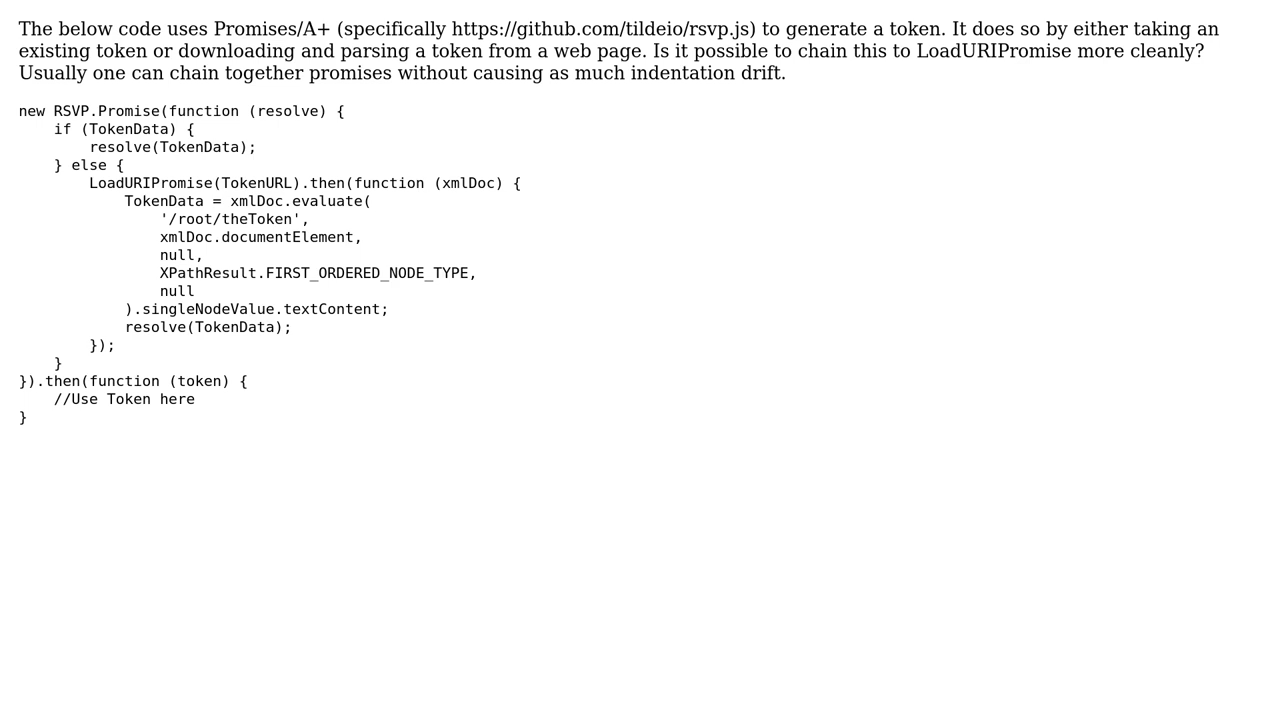 The below code uses Promises/A+ (specifically https://github.com/tildeio/rsvp.js) to generate a token. It does so by either taking an
existing token or downloading and parsing a token from a web page. Is it possible to chain this to LoadURIPromise more cleanly?
Usually one can chain together promises without causing as much indentation drift.
new RSVP.Promise(function (resolve) {
    if (TokenData) {
        resolve(TokenData);
    } else {
        LoadURIPromise(TokenURL).then(function (xmlDoc) {
            TokenData = xmlDoc.evaluate(
                '/root/theToken',
                xmlDoc.documentElement,
                null,
                XPathResult.FIRST_ORDERED_NODE_TYPE,
                null
            ).singleNodeValue.textContent;
            resolve(TokenData);
        });
    }
}).then(function (token) {
    //Use Token here
}